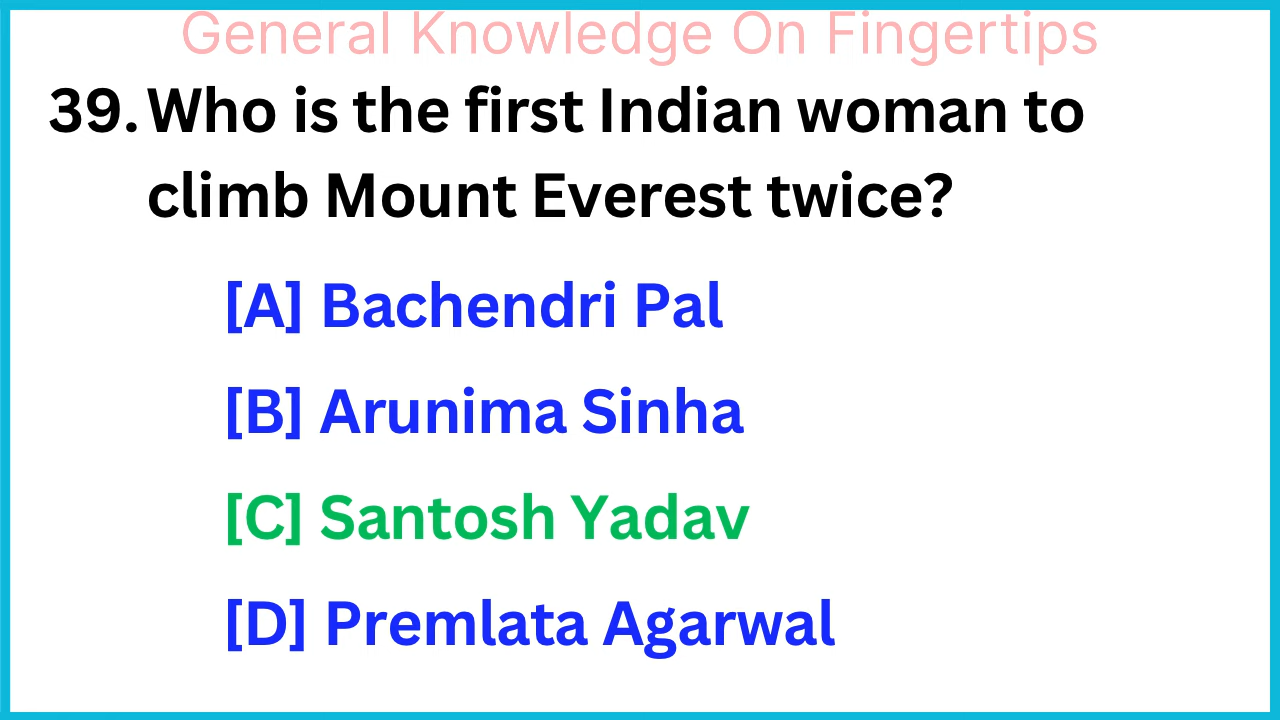 General Knowledge On Fingertips
39. Who is the first Indian woman to
climb Mount Everest twice?
[A] Bachendri Pal
[B] Arunima Sinha
[C] Santosh Yadav
[D] Premlata Agarwal